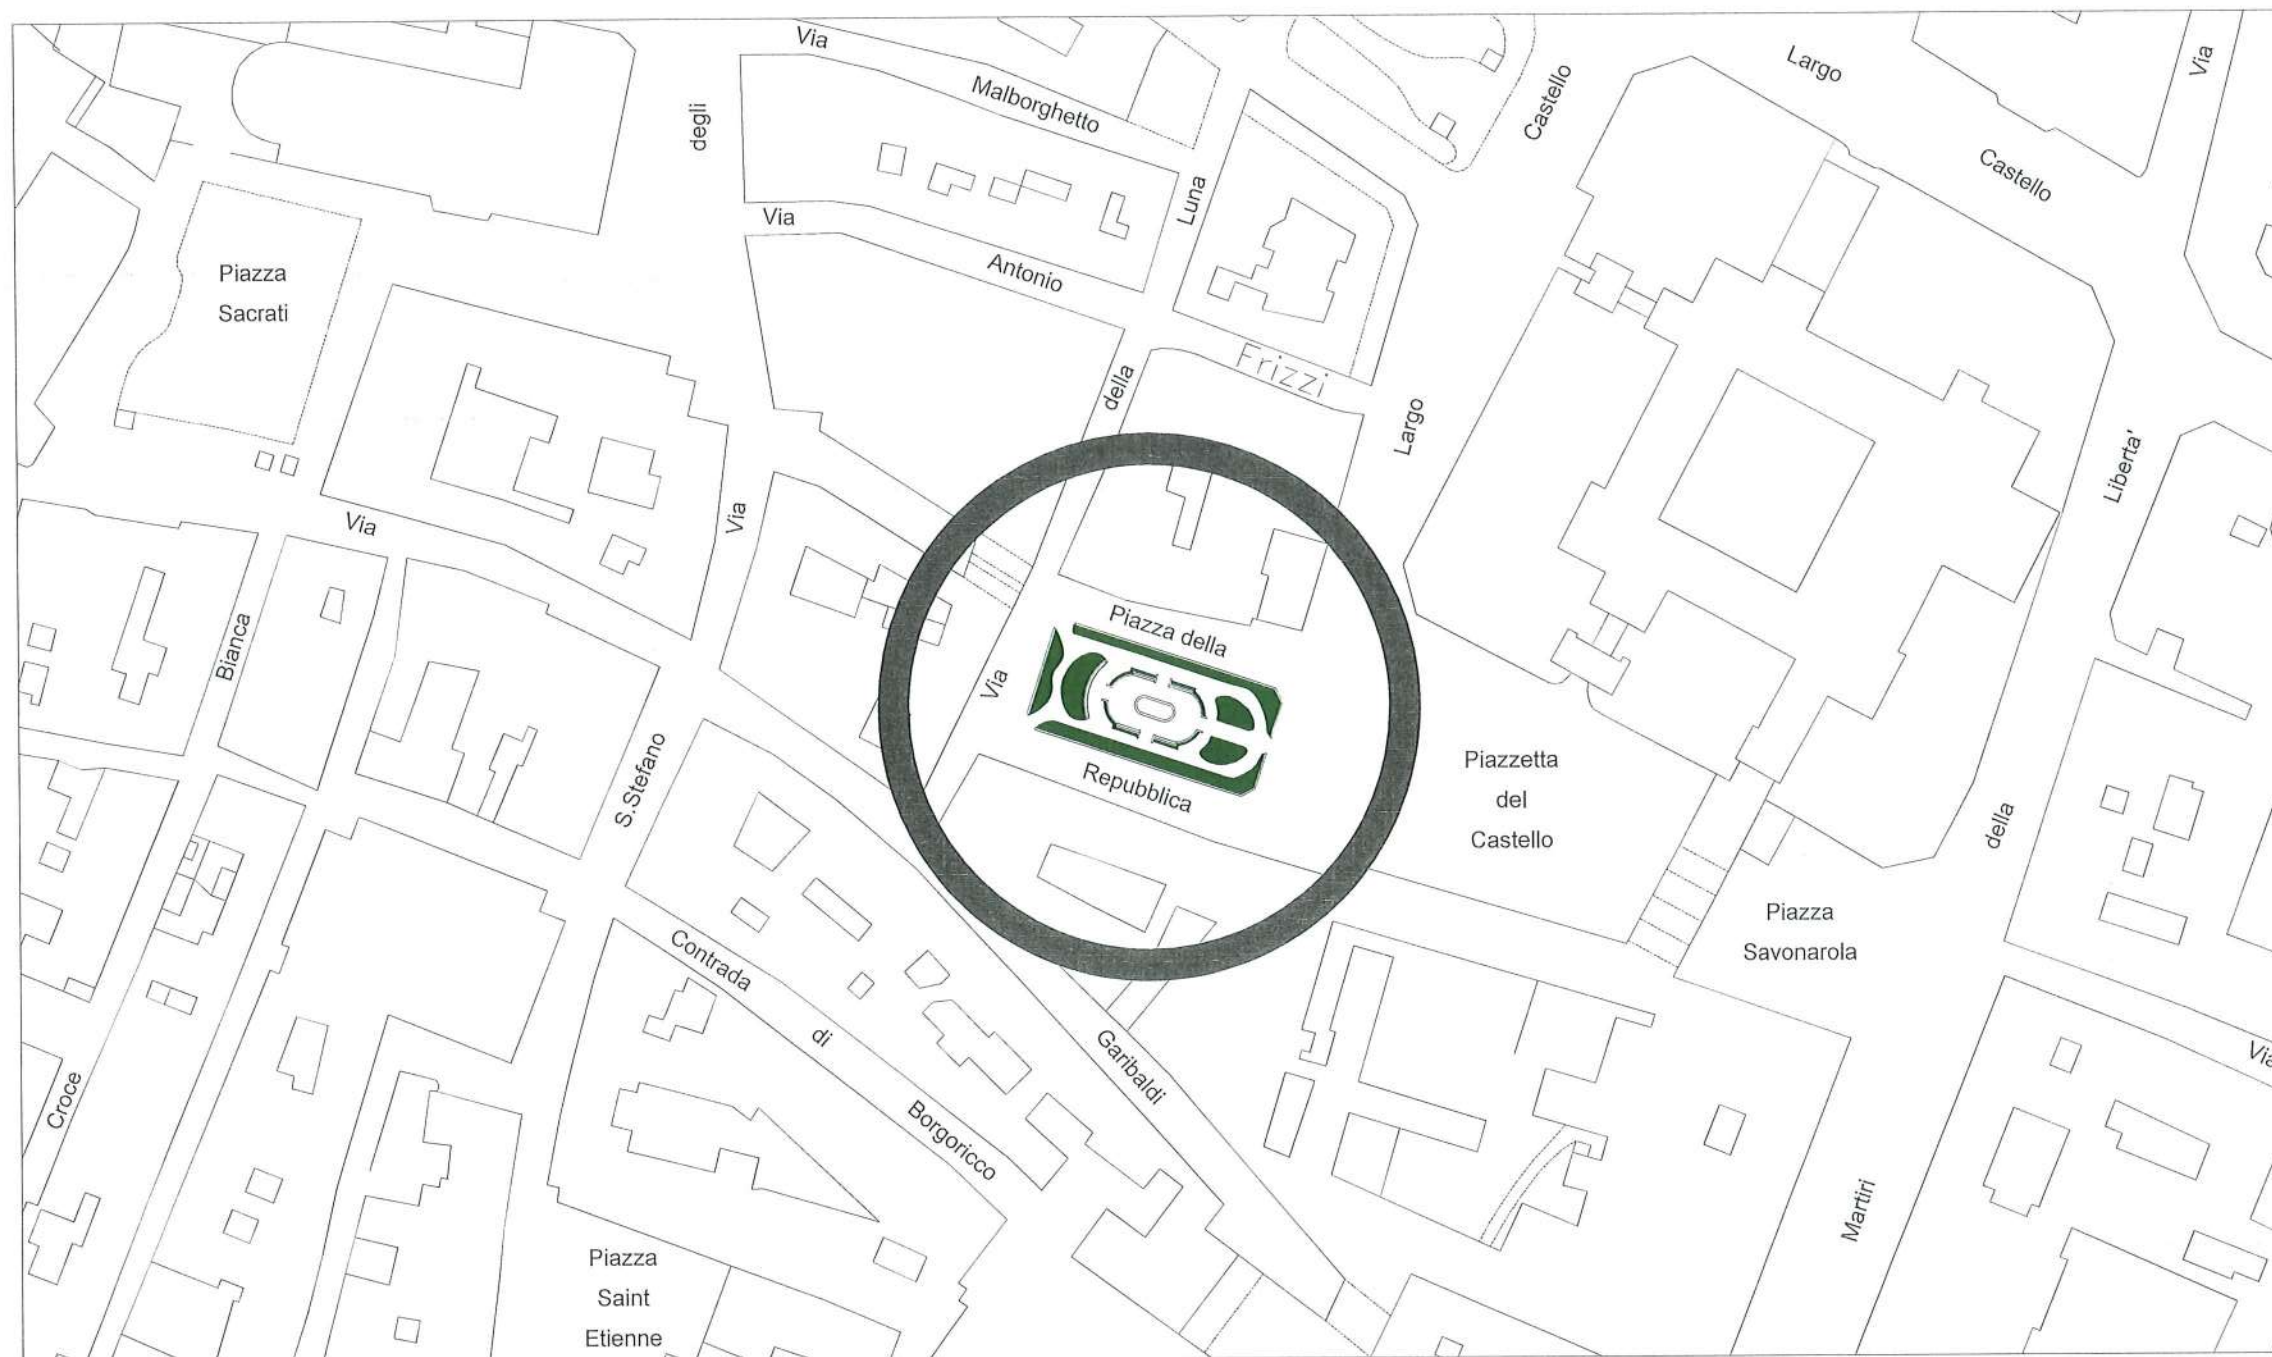 Via
Malborghetto
degli
Luna
Castello
Largo
Castello
Via
Via
Antonio
Frizzi
Piazza
Sacrati
della
Largo
Liberta'
Via
Via
Bianca
Piazza della
Repubblica
Via
S.Stefano
Piazzetta
del
Castello
della
Piazza
Savonarola
Contrada
di
Borgoricco
Garibaldi
Croce
Martiri
Via
Piazza
Saint
Etienne